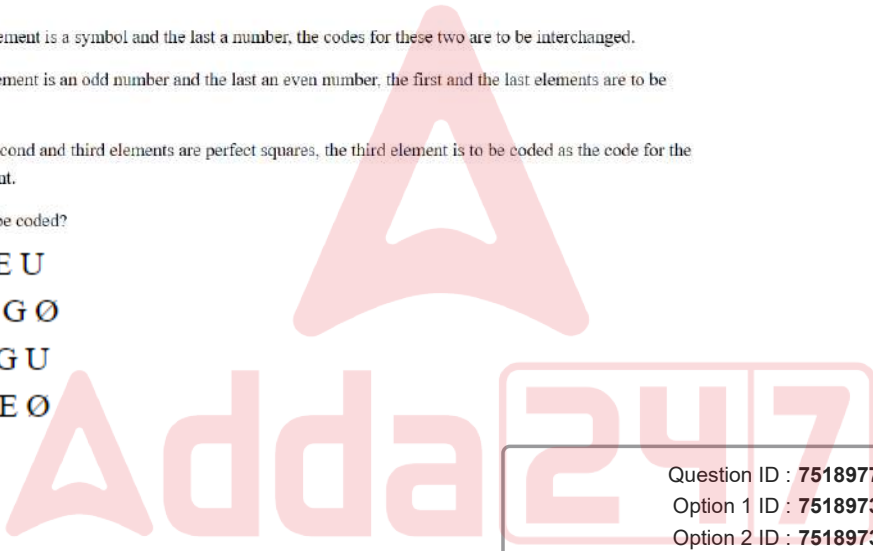 ement is a symbol and the last a number, the codes for these two are to be interchanged.
ement is an odd number and the last an even number, the first and the last elements are to be
cond and third elements are perfect squares, the third element is to be coded as the code for the
nt.
be coded?
E U
G Ø
G U
E Ø
Adda247
Question ID : 7518977
Option 1 ID : 7518973
Option 2 ID : 7518973